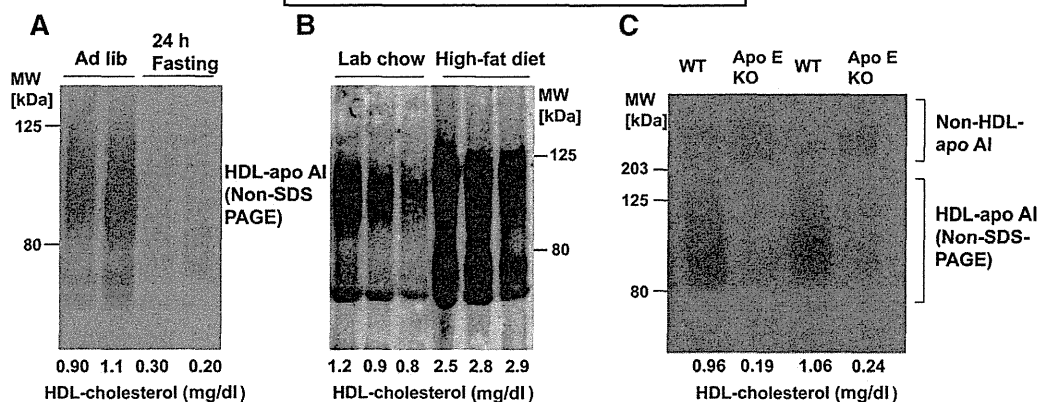 A
Ad lib
24 h
Fasting
MW
[kDa]
125
80
HDL-apo AI
(Non-SDS
PAGE)
0.90 1.1 0.30 0.20
HDL-cholesterol (mg/dl)
B
Lab chow High-fat diet
MW
[kDa]
125
80
1.2 0.9 0.8 2.5 2.8 2.9
HDL-cholesterol (mg/dl)
C
WT Apo E KO WT Apo E KO
MW
[kDa]
203
125
80
Non-HDL-
apo AI
HDL-apo AI
(Non-SDS-
PAGE)
0.96 0.19 1.06 0.24
HDL-cholesterol (mg/dl)